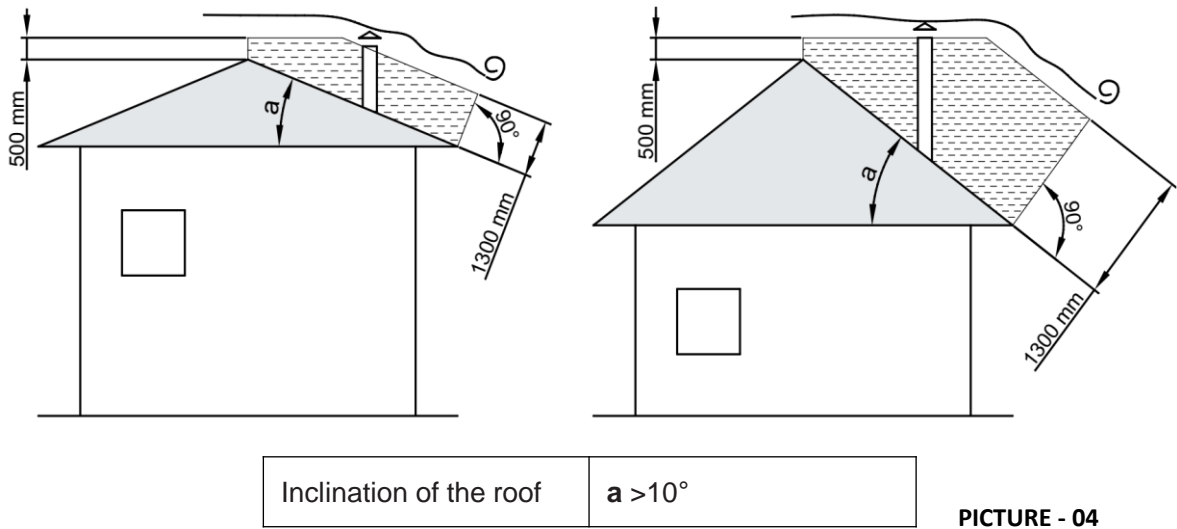 500 mm
a
90°
1300 mm
500 mm
a
90°
1300 mm
Inclination of the roof a >10°
PICTURE - 04